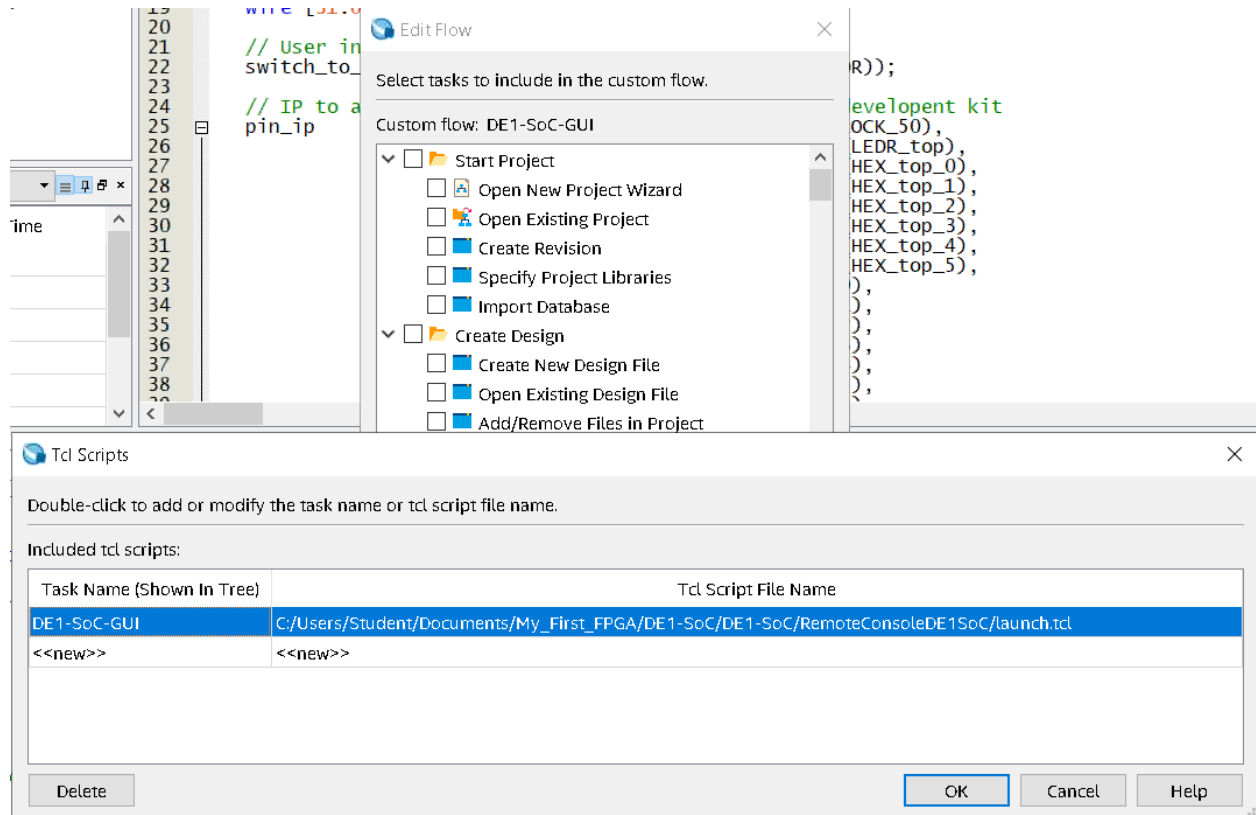 20
21 // User in
22 switch_to_ R));
23
24 // IP to a evelopent kit
25 pin_ip OCK_50),
26 LEDR_top),
27 HEX_top_0),
28 HEX_top_1),
29 HEX_top_2),
30 HEX_top_3),
31 HEX_top_4),
32 HEX_top_5),
33 ),
34 ),
35 ),
36 ),
37 ),
38 ),
ime
Edit Flow
Select tasks to include in the custom flow.
Custom flow: DE1-SoC-GUI
Start Project
Open New Project Wizard
Open Existing Project
Create Revision
Specify Project Libraries
Import Database
Create Design
Create New Design File
Open Existing Design File
Add/Remove Files in Project
Tcl Scripts
Double-click to add or modify the task name or tcl script file name.
Included tcl scripts:
Task Name (Shown In Tree) Tcl Script File Name
DE1-SoC-GUI C:/Users/Student/Documents/My_First_FPGA/DE1-SoC/DE1-SoC/RemoteConsoleDE1SoC/launch.tcl
<<new>> <<new>>
Delete OK Cancel Help